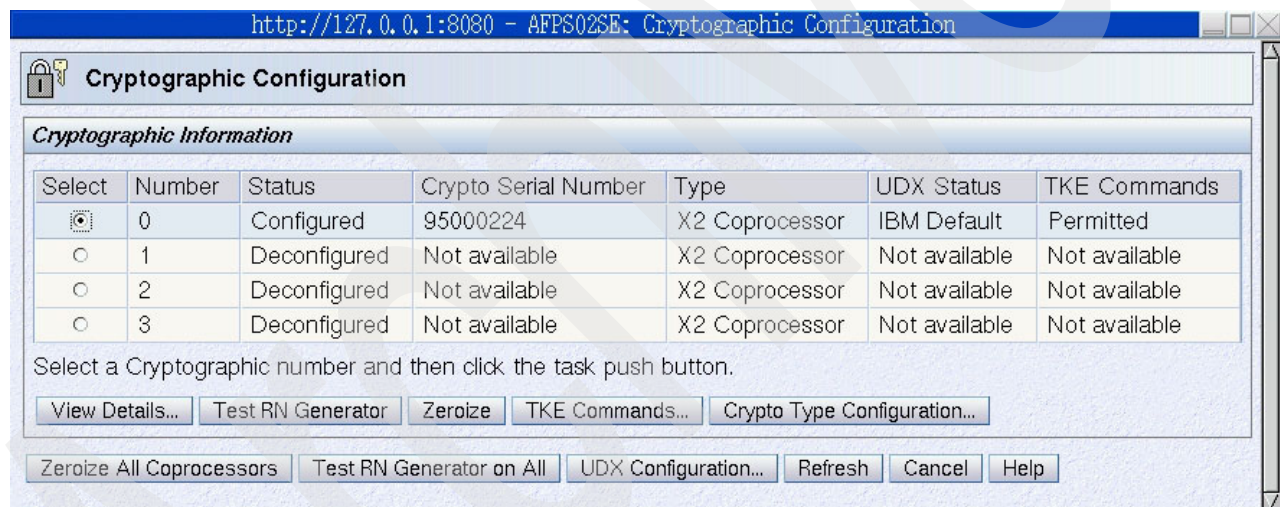 http://127.0.0.1:8080 - AFPS02SE: Cryptographic Configuration
Cryptographic Configuration
Cryptographic Information
Select Number Status Crypto Serial Number Type UDX Status TKE Commands
0 Configured 95000224 X2 Coprocessor IBM Default Permitted
1 Deconfigured Not available X2 Coprocessor Not available Not available
2 Deconfigured Not available X2 Coprocessor Not available Not available
3 Deconfigured Not available X2 Coprocessor Not available Not available
Select a Cryptographic number and then click the task push button.
View Details... Test RN Generator Zeroize TKE Commands... Crypto Type Configuration...
Zeroize All Coprocessors Test RN Generator on All UDX Configuration... Refresh Cancel Help